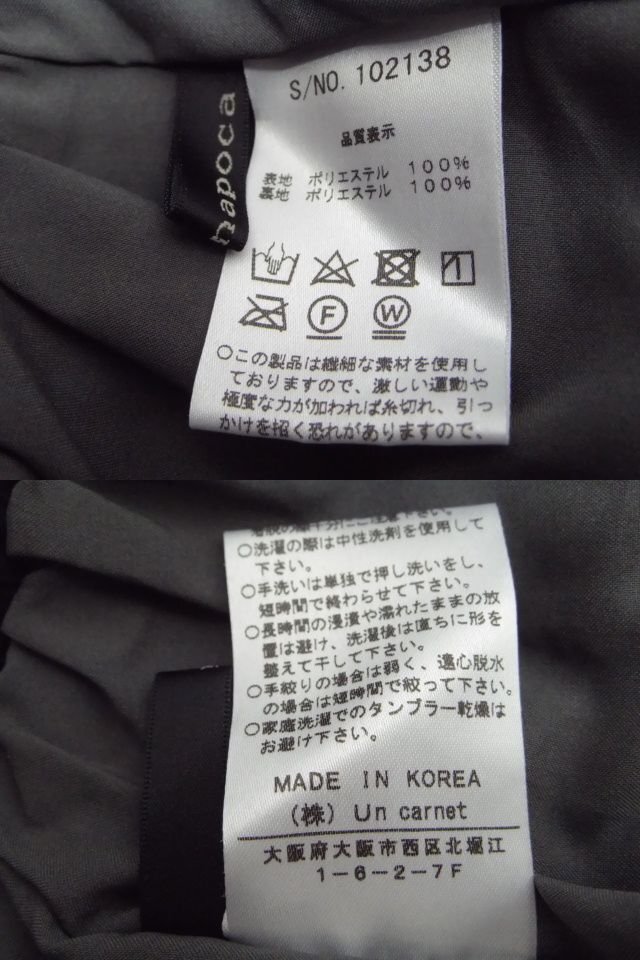 S/NO. 102138
napoca
品質表示
表地 ポリエステル 100%
裏地 ポリエステル 100%
F W
○この製品は繊細な素材を使用し
ておりますので、激しい運動や
極度な力が加われば糸切れ、引っ
かけを招く恐れがありますので、
○洗濯の際は中性洗剤を使用して
下さい。
○手洗いは単独で押し洗いをし、
短時間で終わらせて下さい。
○長時間の浸漬や濡れたままの放
置は避け、洗濯後は直ちに形を
整えて干して下さい。
○手絞りの場合は弱く、遠心脱水
の場合は短時間で絞って下さい。
○家庭洗濯でのタンブラー乾燥は
お避け下さい。
MADE IN KOREA
(株) Un carnet
大阪府大阪市西区北堀江
1-6-2-7F